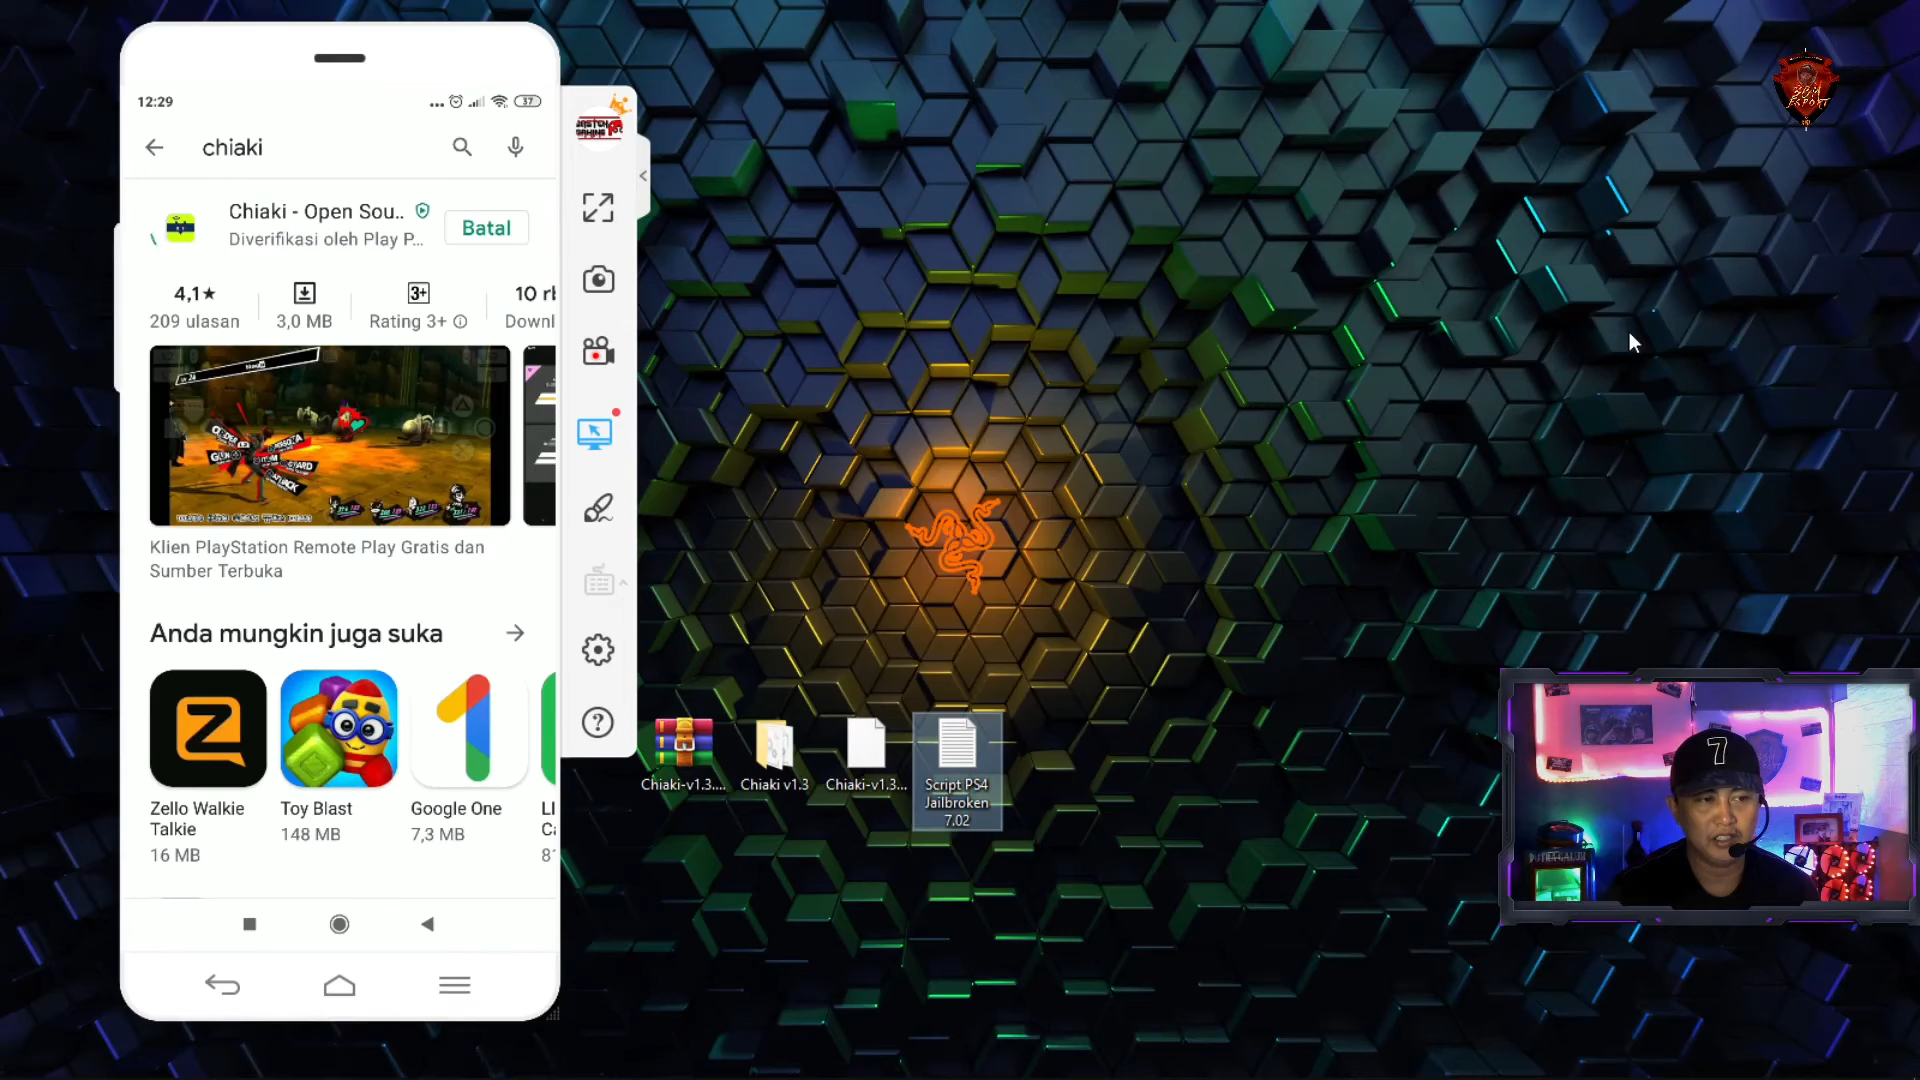 12:29
37
chiaki
Chiaki - Open Sou..
Diverifikasi oleh Play P...
Batal
4,1★
209 ulasan
3,0 MB
3+
Rating 3+
10 rl
Downl
Klien PlayStation Remote Play Gratis dan
Sumber Terbuka
Anda mungkin juga suka
Zello Walkie
Talkie
16 MB
Toy Blast
148 MB
Google One
7,3 MB
Chiaki-v1.3....
Chiaki v1.3
Chiaki-v1.3...
Script PS4
Jailbroken
7.02
7